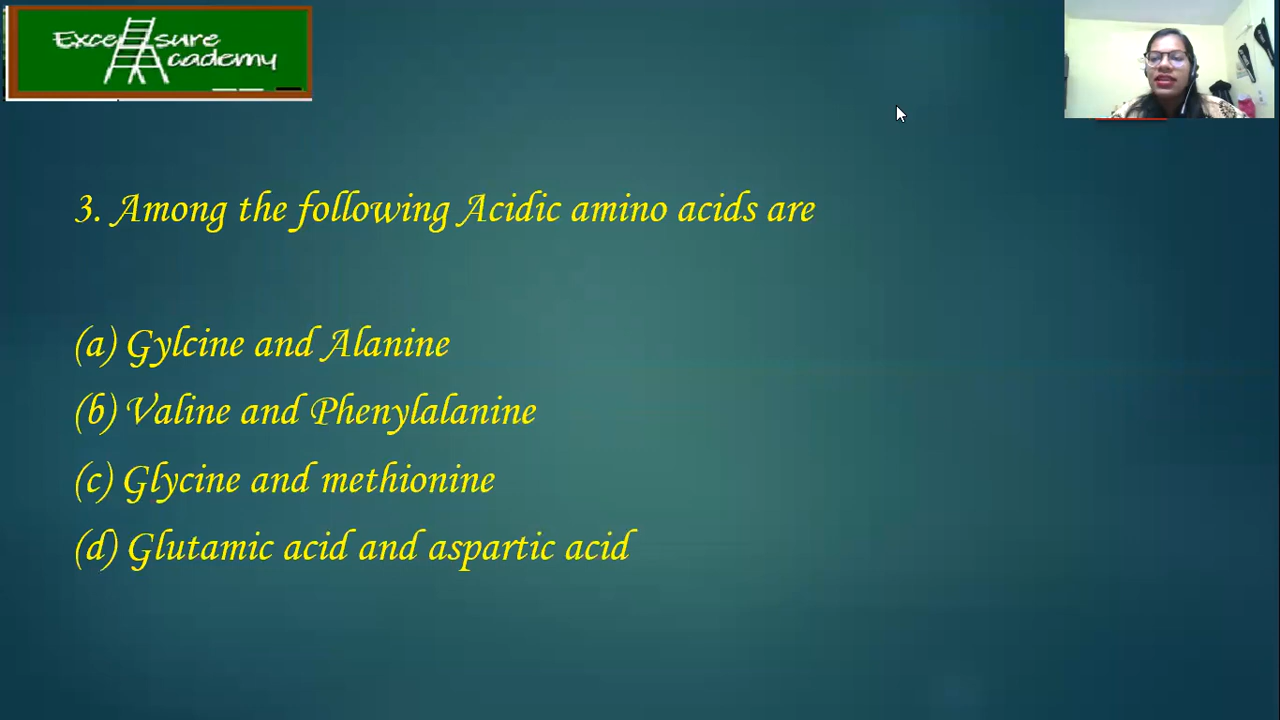 Excel sure
Academy
3. Among the following Acidic amino acids are
(a) Gylcine and Alanine
(b) Valine and Phenylalanine
(c) Glycine and methionine
(d) Glutamic acid and aspartic acid